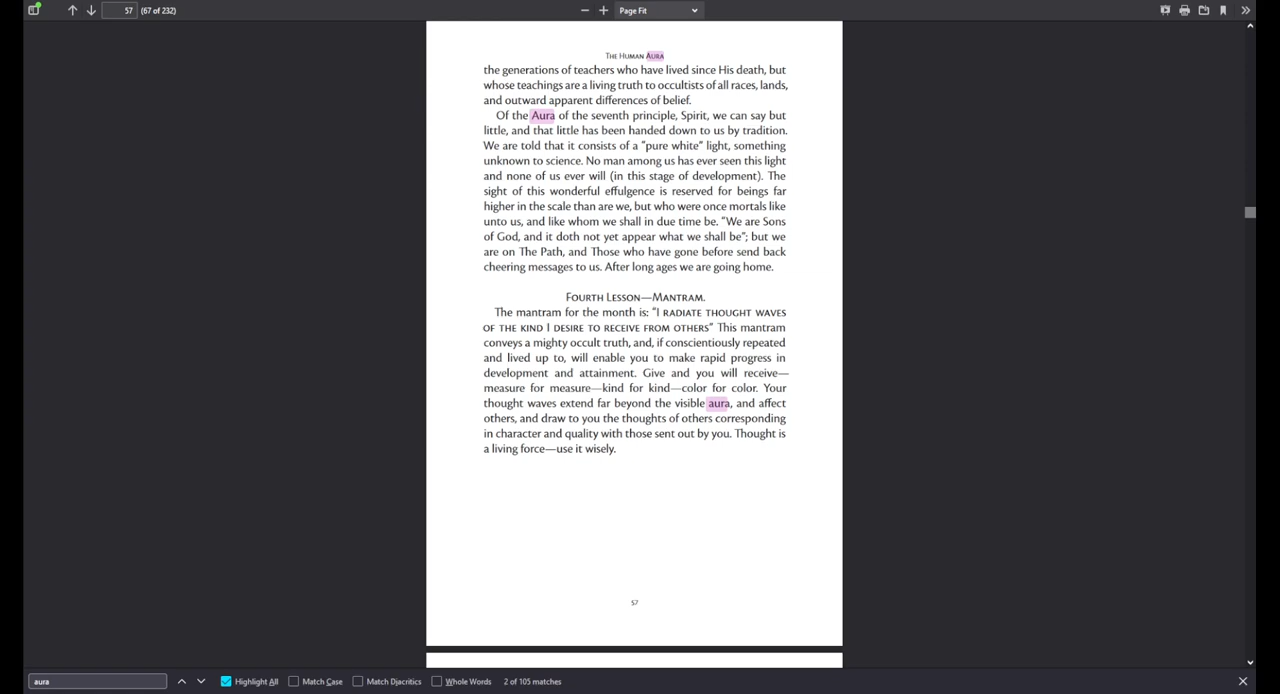 57 (67 of 232) Page Fit
The Human Aura
the generations of teachers who have lived since His death, but
whose teachings are a living truth to occultists of all races, lands,
and outward apparent differences of belief.
Of the Aura of the seventh principle, Spirit, we can say but
little, and that little has been handed down to us by tradition.
We are told that it consists of a "pure white" light, something
unknown to science. No man among us has ever seen this light
and none of us ever will (in this stage of development). The
sight of this wonderful effulgence is reserved for beings far
higher in the scale than are we, but who were once mortals like
unto us, and like whom we shall in due time be. "We are Sons
of God, and it doth not yet appear what we shall be"; but we
are on The Path, and Those who have gone before send back
cheering messages to us. After long ages we are going home.
Fourth Lesson—Mantram.
The mantram for the month is: "I radiate thought waves
of the kind I desire to receive from others" This mantram
conveys a mighty occult truth, and, if conscientiously repeated
and lived up to, will enable you to make rapid progress in
development and attainment. Give and you will receive—
measure for measure—kind for kind—color for color. Your
thought waves extend far beyond the visible aura, and affect
others, and draw to you the thoughts of others corresponding
in character and quality with those sent out by you. Thought is
a living force—use it wisely.
57
aura Highlight All Match Case Match Diacritics Whole Words 2 of 105 matches